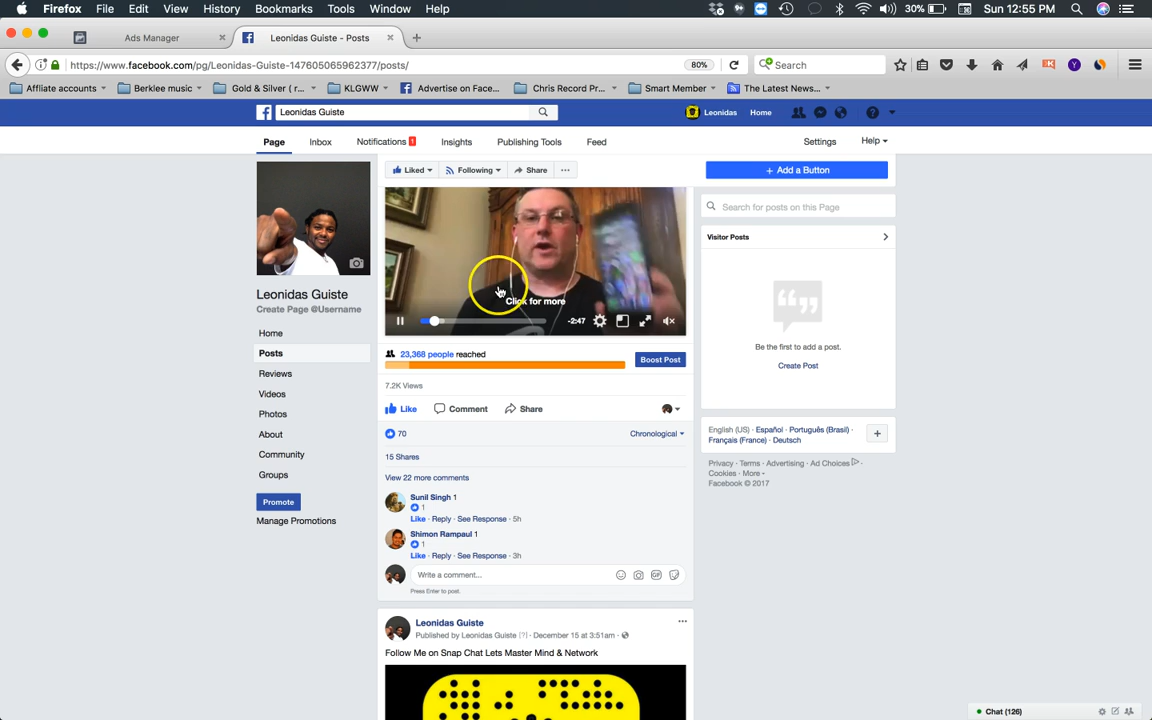 Firefox File Edit View History Bookmarks Tools Window Help 30% Sun 12:55 PM
Ads Manager Leonidas Guiste - Posts
https://www.facebook.com/pg/Leonidas-Guiste-147605065962377/posts/ 80% Search
Affliate accounts Berklee music Gold & Silver ( r... KLGWW Advertise on Face... Chris Record Pr... Smart Member The Latest News...
Leonidas Guiste Leonidas Home
Page Inbox Notifications 1 Insights Publishing Tools Feed Settings Help
Liked Following Share ... + Add a Button
Search for posts on this Page
Visitor Posts
Be the first to add a post.
Create Post
English (US) · Español · Português (Brasil) ·
Français (France) · Deutsch
Privacy · Terms · Advertising · Ad Choices ·
Cookies · More
Facebook © 2017
Leonidas Guiste
Create Page @Username
Home
Posts
Reviews
Videos
Photos
About
Community
Groups
Promote
Manage Promotions
Click for more
-2:47
23,368 people reached
Boost Post
7.2K Views
Like Comment Share
70 Chronological
15 Shares
View 22 more comments
Sunil Singh 1
1
Like · Reply · See Response · 5h
Shimon Rampaul 1
1
Like · Reply · See Response · 3h
Write a comment...
GIF
Press Enter to post.
Leonidas Guiste
Published by Leonidas Guiste [?] · December 15 at 3:51am ·
Follow Me on Snap Chat Lets Master Mind & Network
Chat (126)